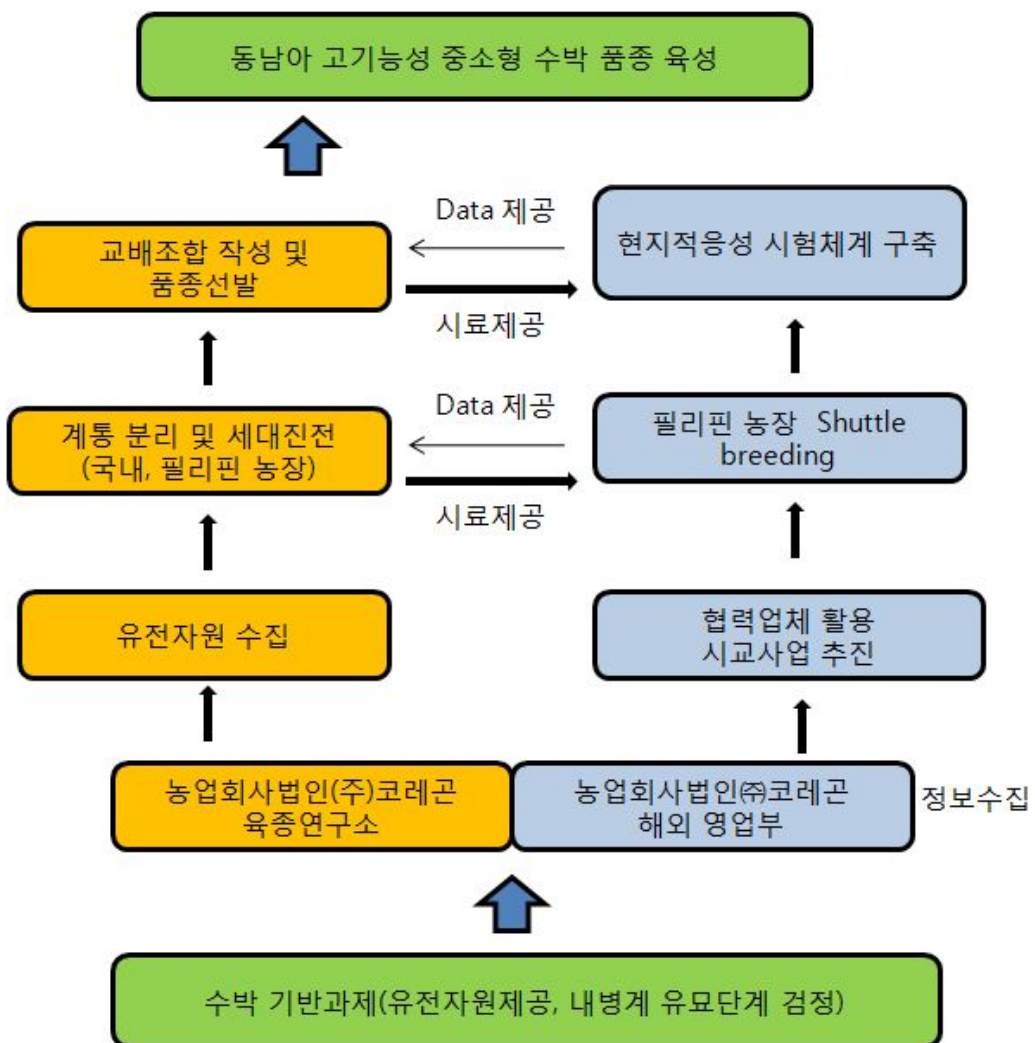 동남아 고기능성 중소형 수박 품종 육성
교배조합 작성 및
품종선발
Data 제공
시료제공
현지적응성 시험체계 구축
계통 분리 및 세대진전
(국내, 필리핀 농장)
Data 제공
시료제공
필리핀 농장 Shuttle
breeding
유전자원 수집
협력업체 활용
시교사업 추진
농업회사법인(주)코레곤
육종연구소
농업회사법인㈜코레곤
해외 영업부
정보수집
수박 기반과제(유전자원제공, 내병계 유묘단계 검정)